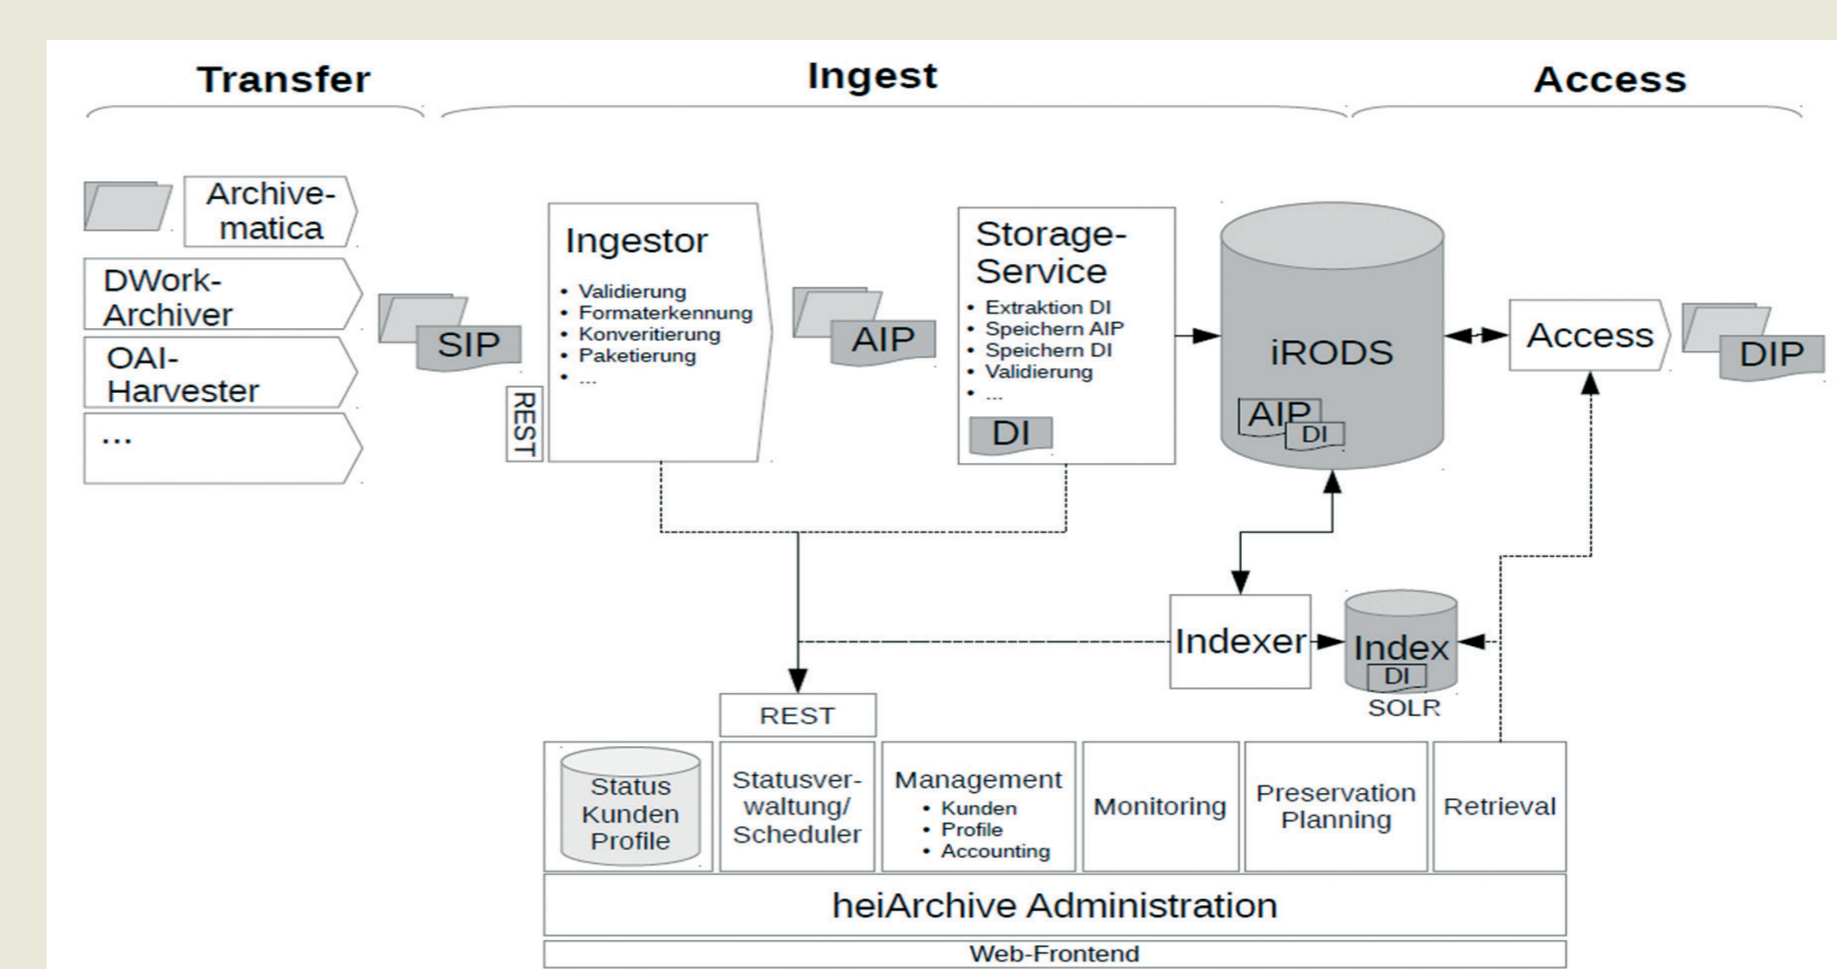 Transfer
Ingest
Access
Archive-
matica
DWork-
Archiver
OAI-
Harvester
...
SIP
REST
Ingestor
• Validierung
• Formaterkennung
• Konveritierung
• Paketierung
• ...
AIP
Storage-
Service
• Extraktion DI
• Speichern AIP
• Speichern DI
• Validierung
• ...
DI
iRODS
AIP
DI
Access
DIP
Indexer
Index
DI
SOLR
REST
Status
Kunden
Profile
Statusver-
waltung/
Scheduler
Management
• Kunden
• Profile
• Accounting
Monitoring
Preservation
Planning
Retrieval
heiArchive Administration
Web-Frontend